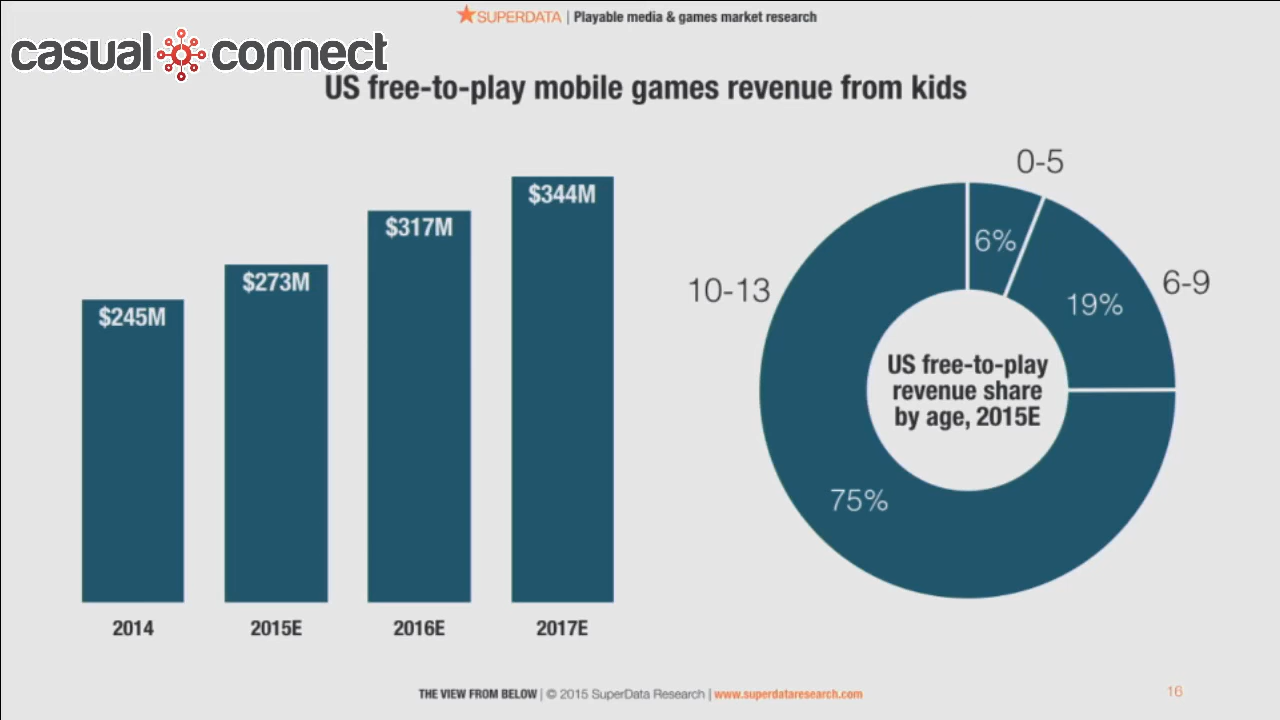 SUPERDATA | Playable media & games market research
casual connect
US free-to-play mobile games revenue from kids
$245M
$273M
$317M
$344M
2014
2015E
2016E
2017E
0-5
6%
6-9
19%
10-13
75%
US free-to-play
revenue share
by age, 2015E
THE VIEW FROM BELOW | © 2015 SuperData Research | www.superdataresearch.com
16